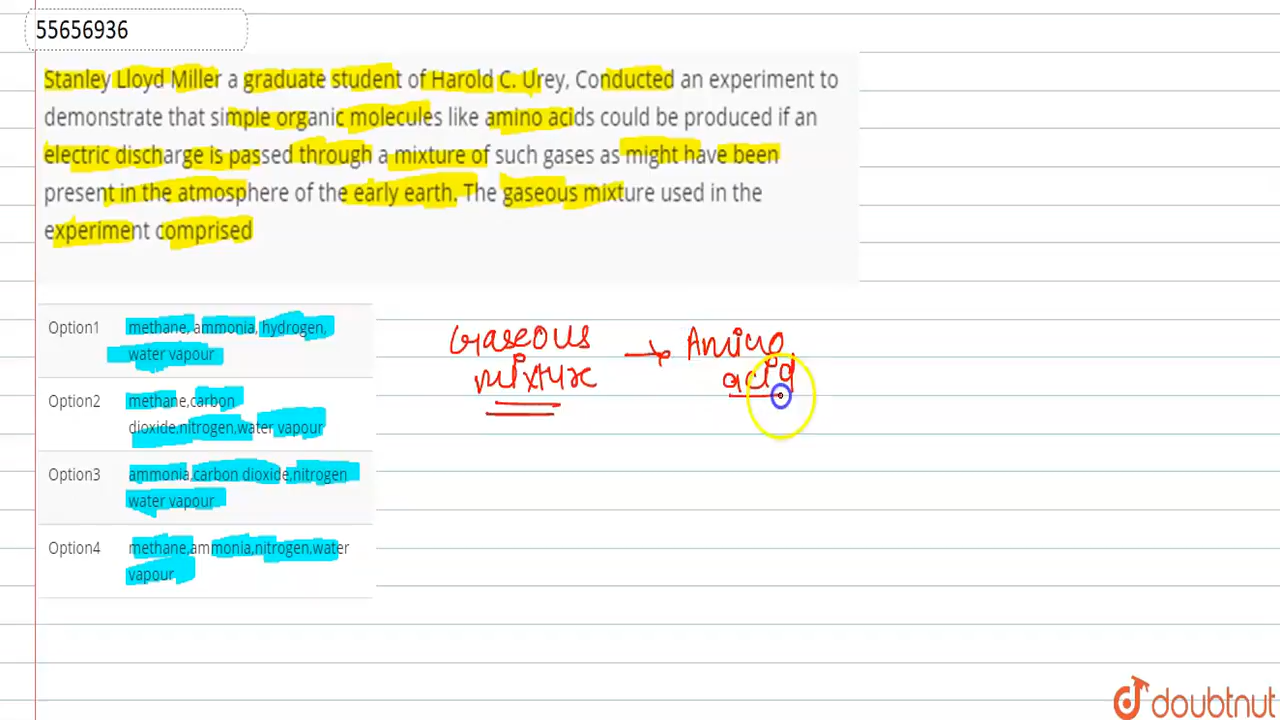 55656936
Stanley Lloyd Miller a graduate student of Harold C. Urey, Conducted an experiment to
demonstrate that simple organic molecules like amino acids could be produced if an
electric discharge is passed through a mixture of such gases as might have been
present in the atmosphere of the early earth. The gaseous mixture used in the
experiment comprised
Option1 methane, ammonia, hydrogen,
water vapour
Option2 methane,carbon
dioxide,nitrogen,water vapour
Option3 ammonia,carbon dioxide,nitrogen
water vapour
Option4 methane,ammonia,nitrogen,water
vapour
Gaseous → Amino
mixture acid
doubtnut